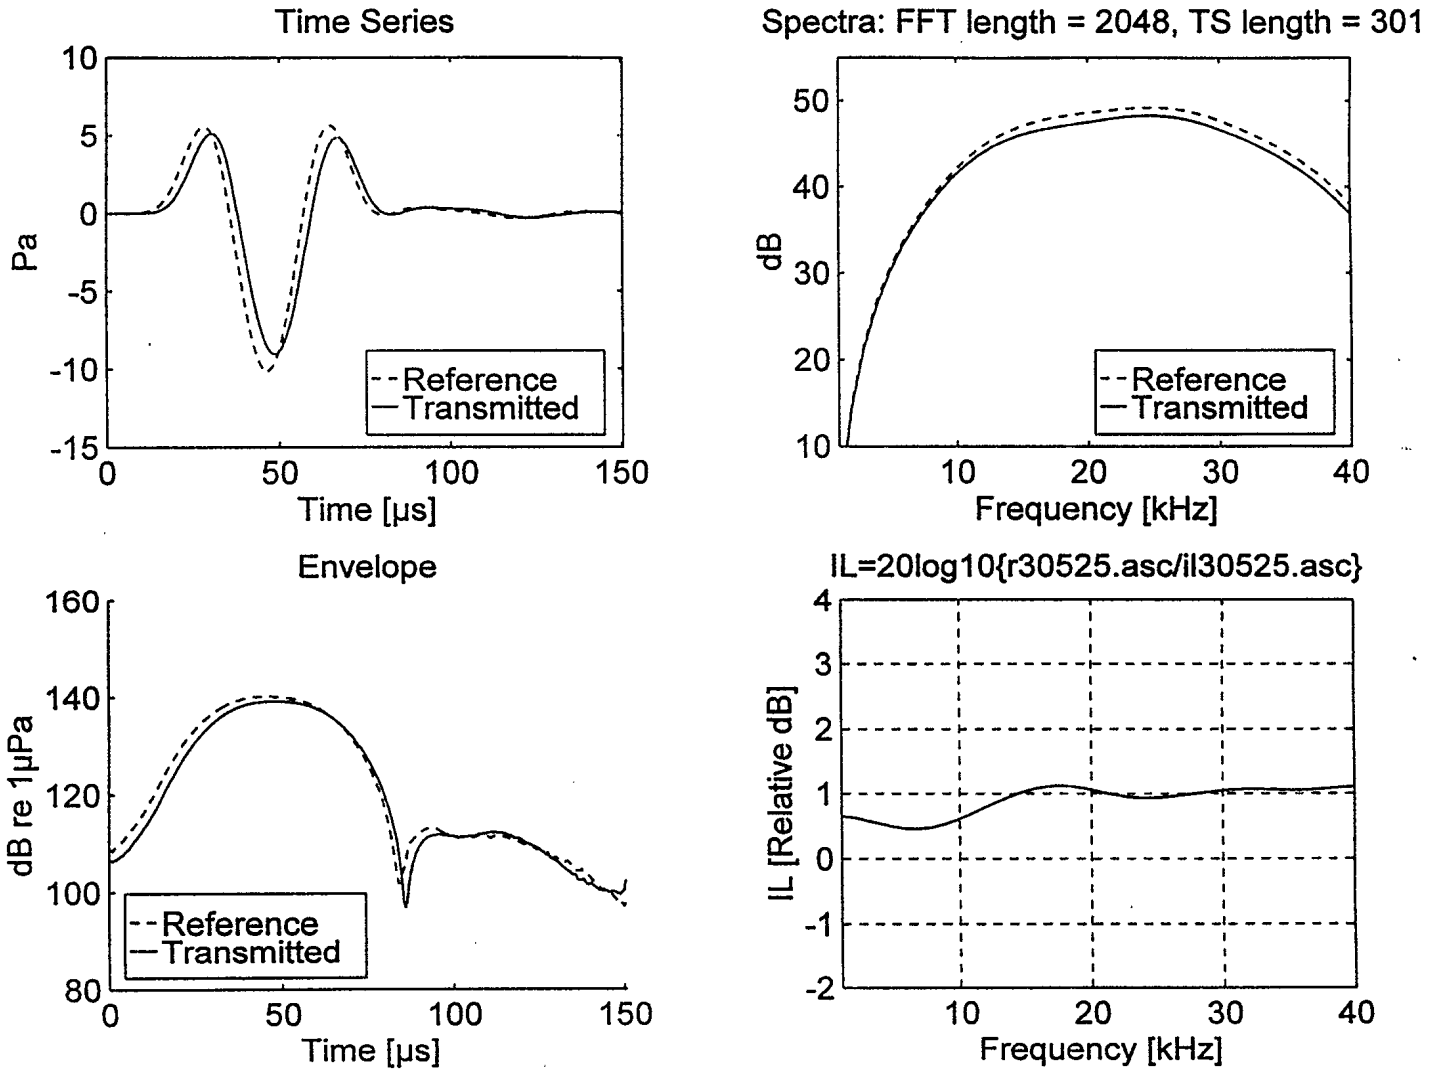 Time Series
10
5
0
-5
-10
-15
Pa
0
50
100
150
Time [µs]
Reference
Transmitted
Spectra: FFT length = 2048, TS length = 301
50
40
30
20
10
dB
10
20
30
40
Frequency [kHz]
Reference
Transmitted
Envelope
160
140
120
100
80
dB re 1µPa
0
50
100
150
Time [µs]
Reference
Transmitted
IL=20log10{r30525.asc/il30525.asc}
4
3
2
1
0
-1
-2
IL [Relative dB]
10
20
30
40
Frequency [kHz]